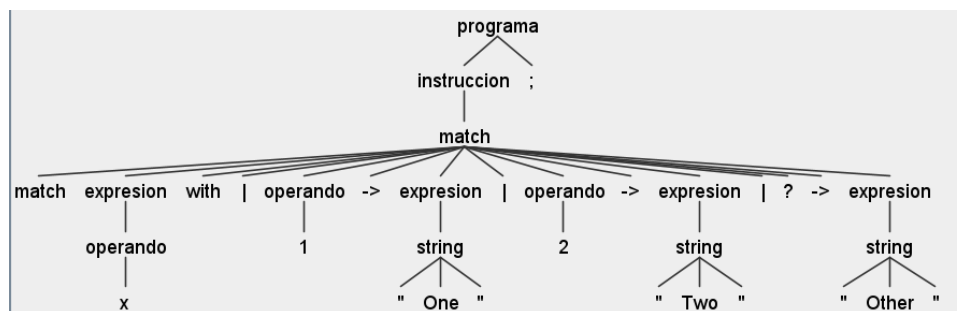 programa
instruccion ;
match
match expresion with | operando -> expresion | operando -> expresion | ? -> expresion
operando 1 string 2 string string
x " One " " Two " " Other "